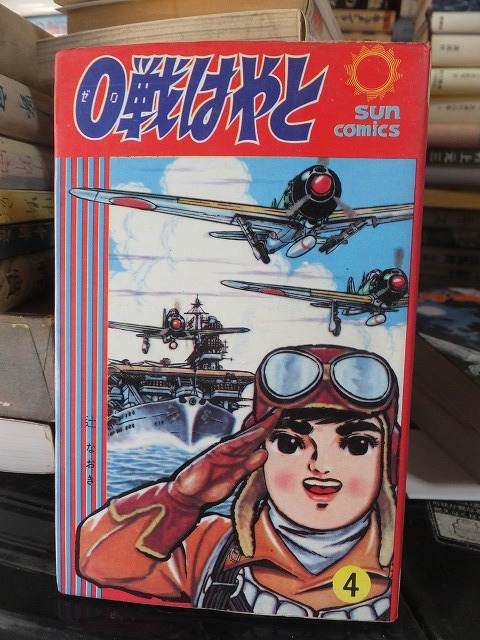 0戦はやと
ゼロ
sun
comics
辻 なおき
4